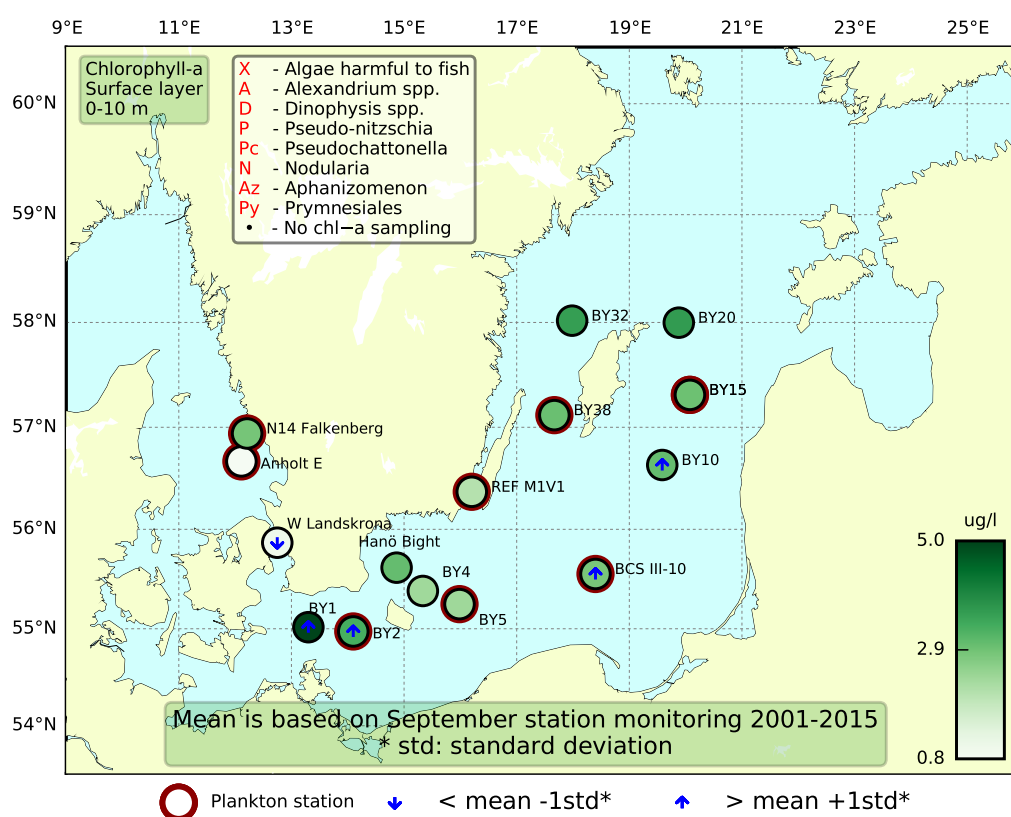 9°E 11°E 13°E 15°E 17°E 19°E 21°E 23°E 25°E
60°N
59°N
58°N
57°N
56°N
55°N
54°N
Chlorophyll-a
Surface layer
0-10 m
X - Algae harmful to fish
A - Alexandrium spp.
D - Dinophysis spp.
P - Pseudo-nitzschia
Pc - Pseudochattonella
N - Nodularia
Az - Aphanizomenon
Py - Prymnesiales
• - No chl−a sampling
BY32
BY20
BY15
BY38
N14 Falkenberg
Anholt E
BY10
REF M1V1
W Landskrona
Hanö Bight
BCS III-10
BY4
BY1
BY5
BY2
ug/l
5.0
2.9
0.8
Mean is based on September station monitoring 2001-2015
* std: standard deviation
Plankton station
< mean -1std*
> mean +1std*